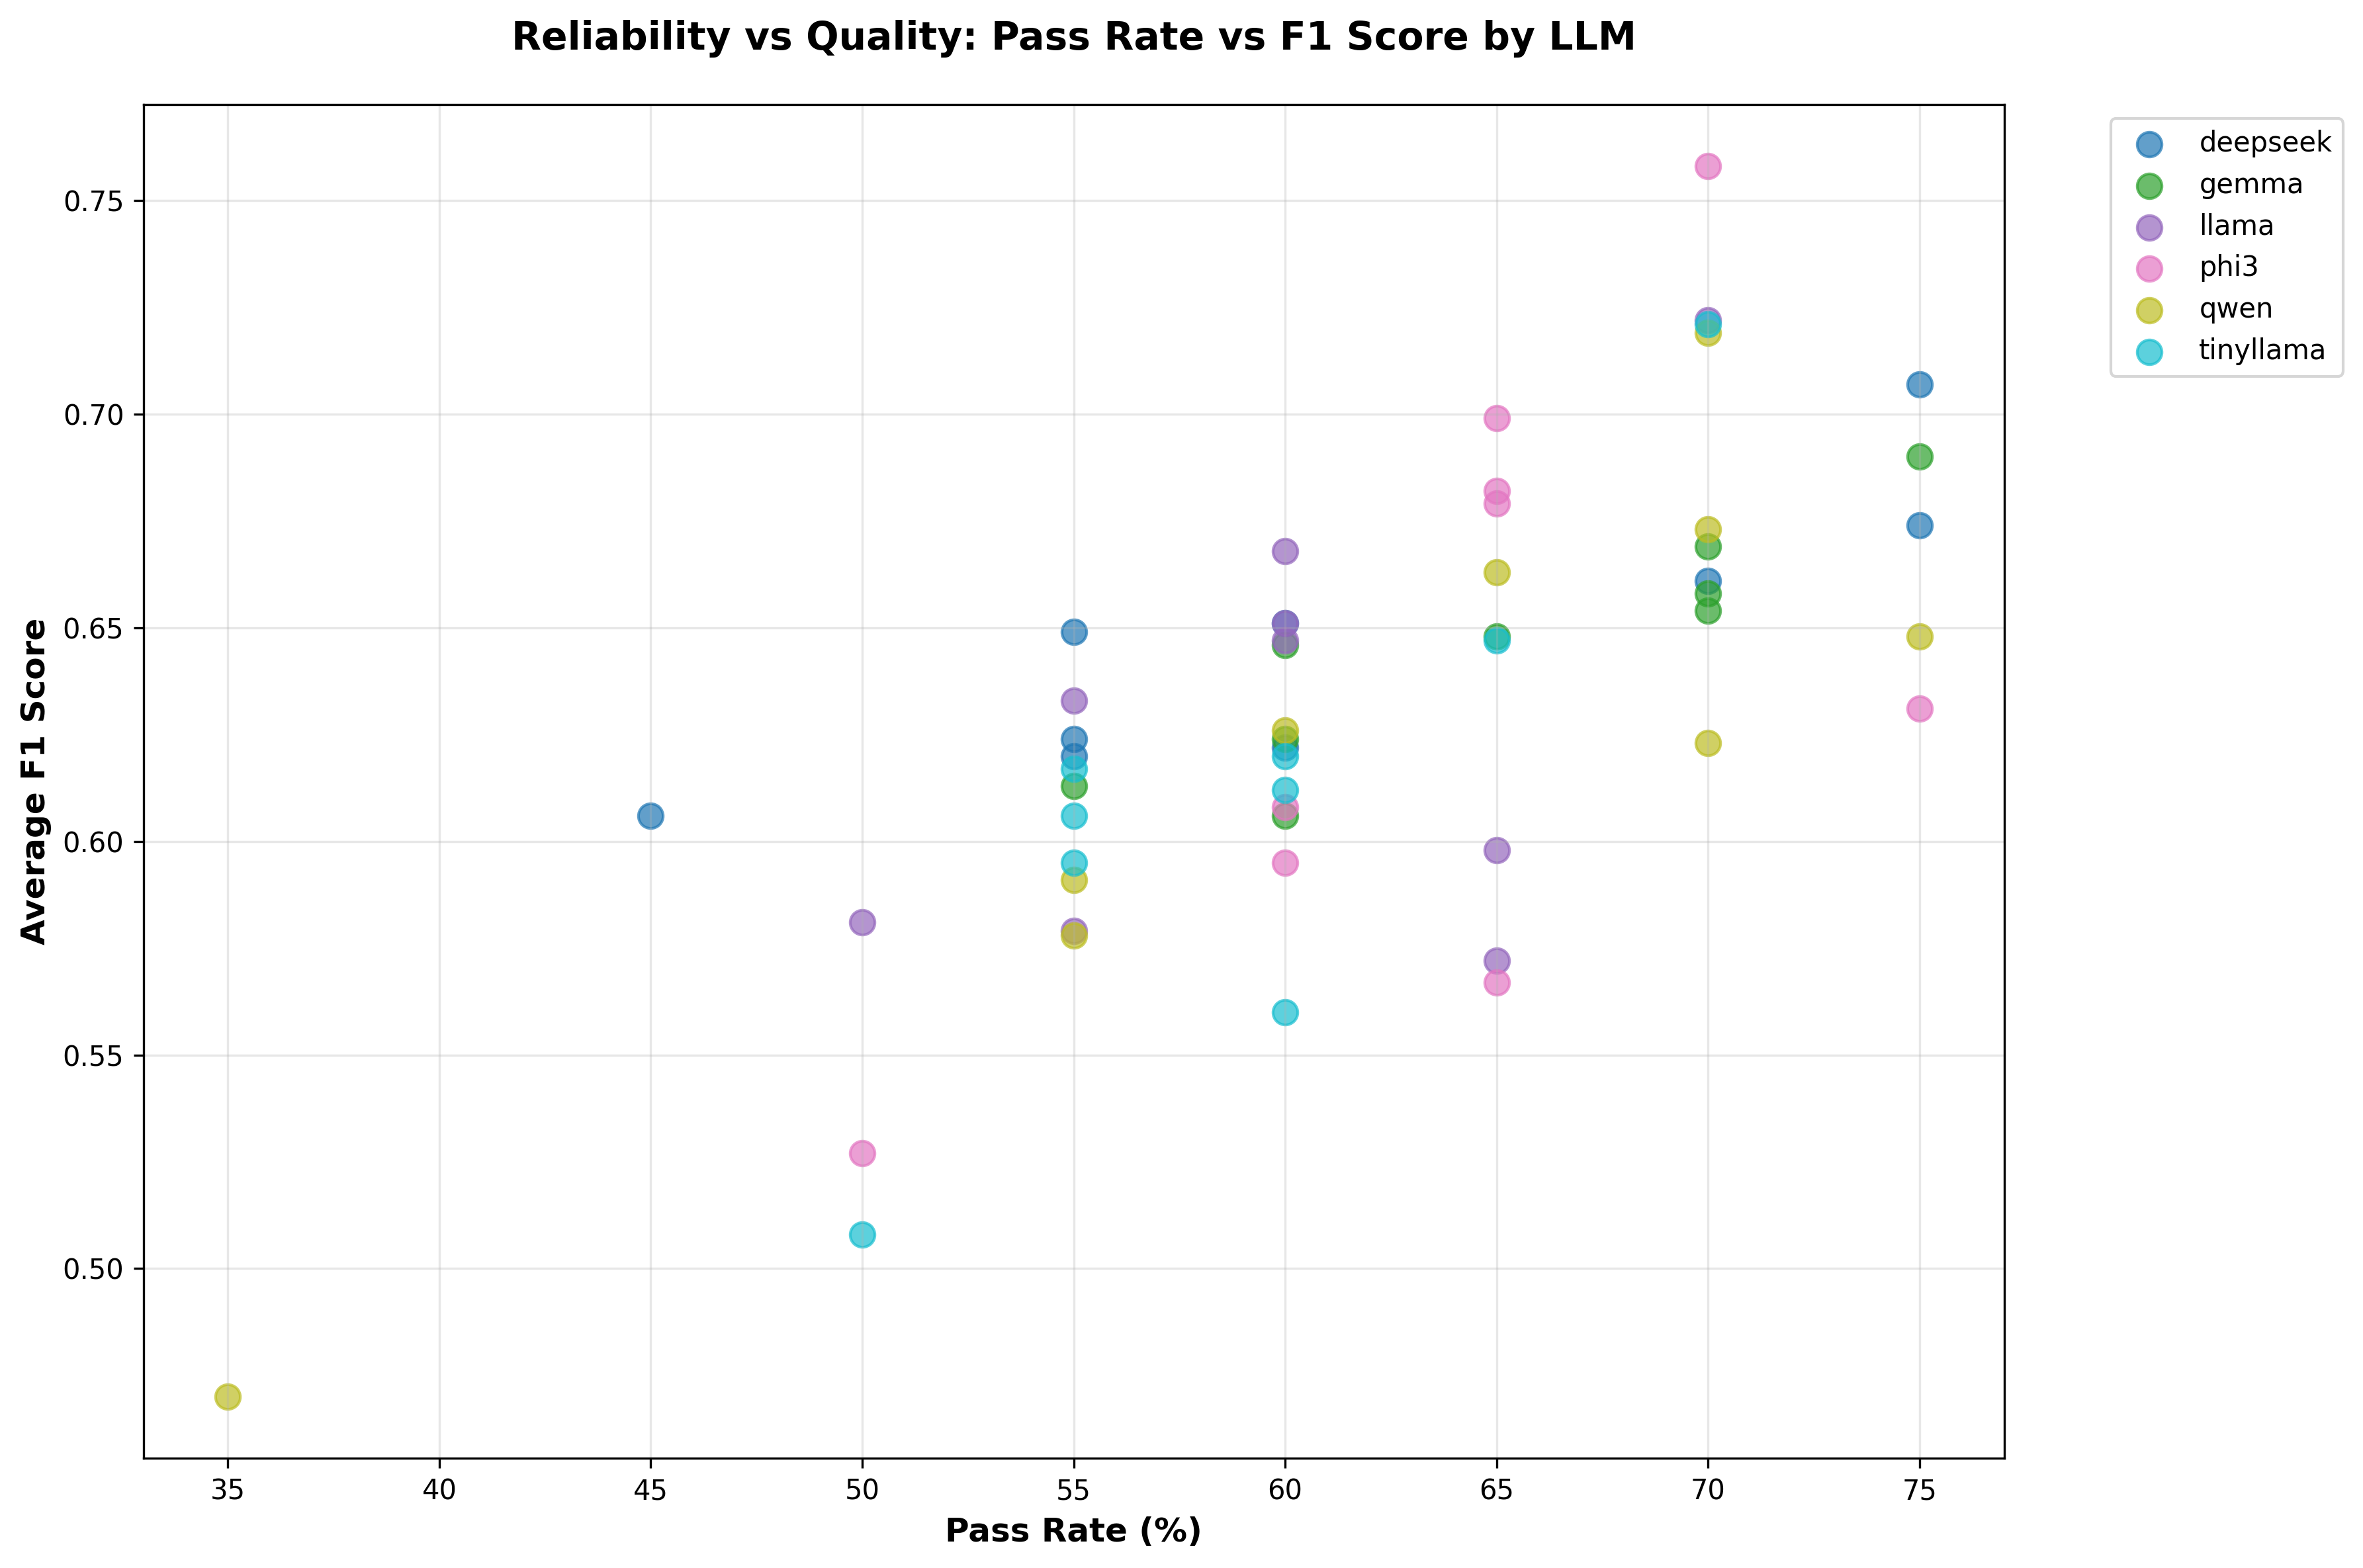 Reliability vs Quality: Pass Rate vs F1 Score by LLM
deepseek
gemma
llama
phi3
qwen
tinyllama
Average F1 Score
0.75
0.70
0.65
0.60
0.55
0.50
35 40 45 50 55 60 65 70 75
Pass Rate (%)